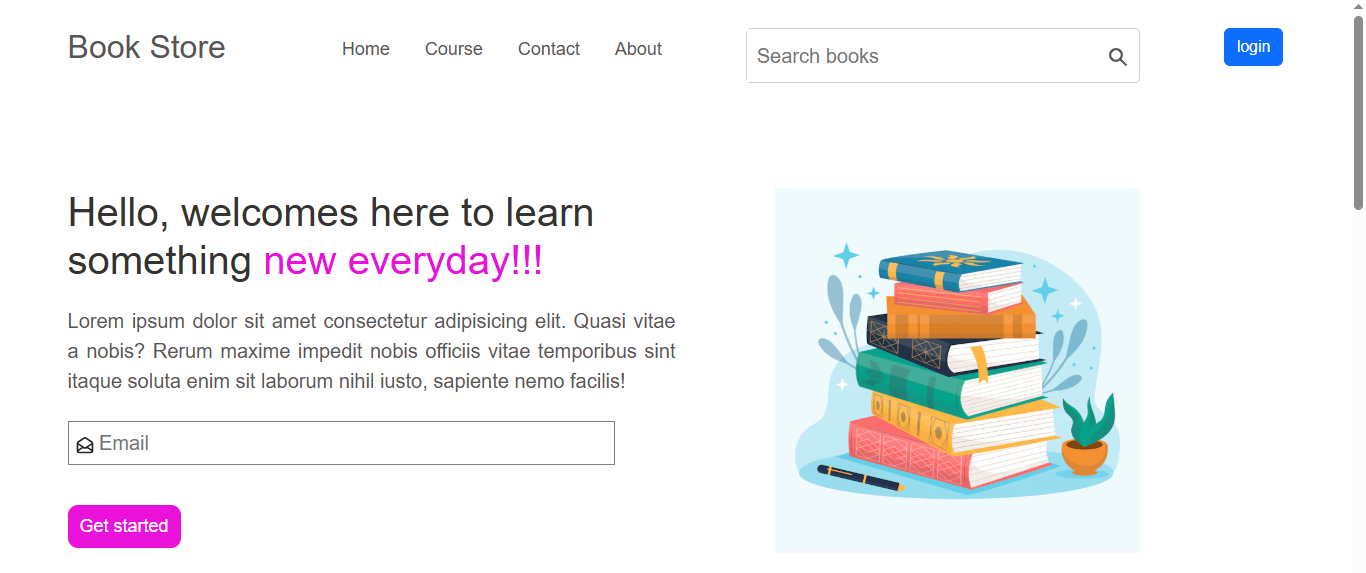 Book Store
Home Course Contact About
Search books
login
Hello, welcomes here to learn
something new everyday!!!
Lorem ipsum dolor sit amet consectetur adipisicing elit. Quasi vitae
a nobis? Rerum maxime impedit nobis officiis vitae temporibus sint
itaque soluta enim sit laborum nihil iusto, sapiente nemo facilis!
Email
Get started